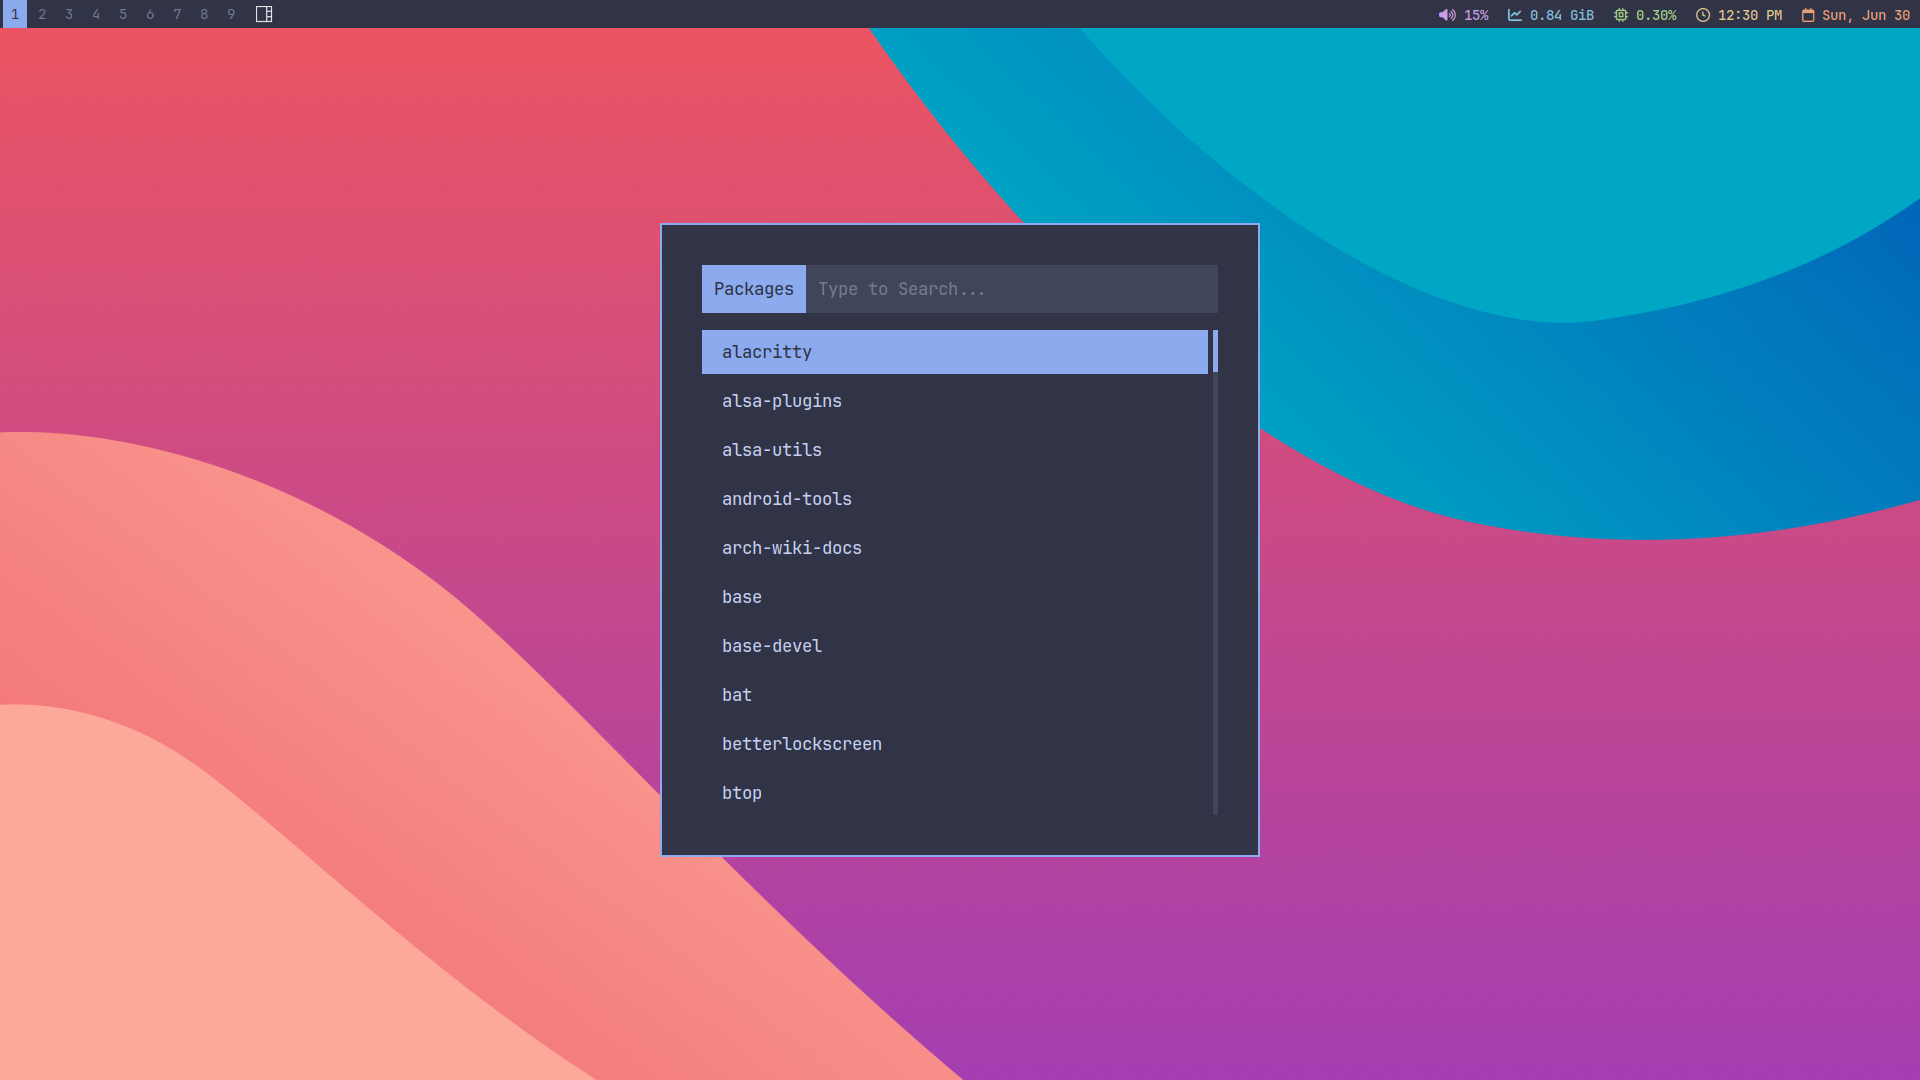 1 2 3 4 5 6 7 8 9 15% 0.84 GiB 0.30% 12:30 PM Sun, Jun 30
Packages Type to Search...
alacritty
alsa-plugins
alsa-utils
android-tools
arch-wiki-docs
base
base-devel
bat
betterlockscreen
btop